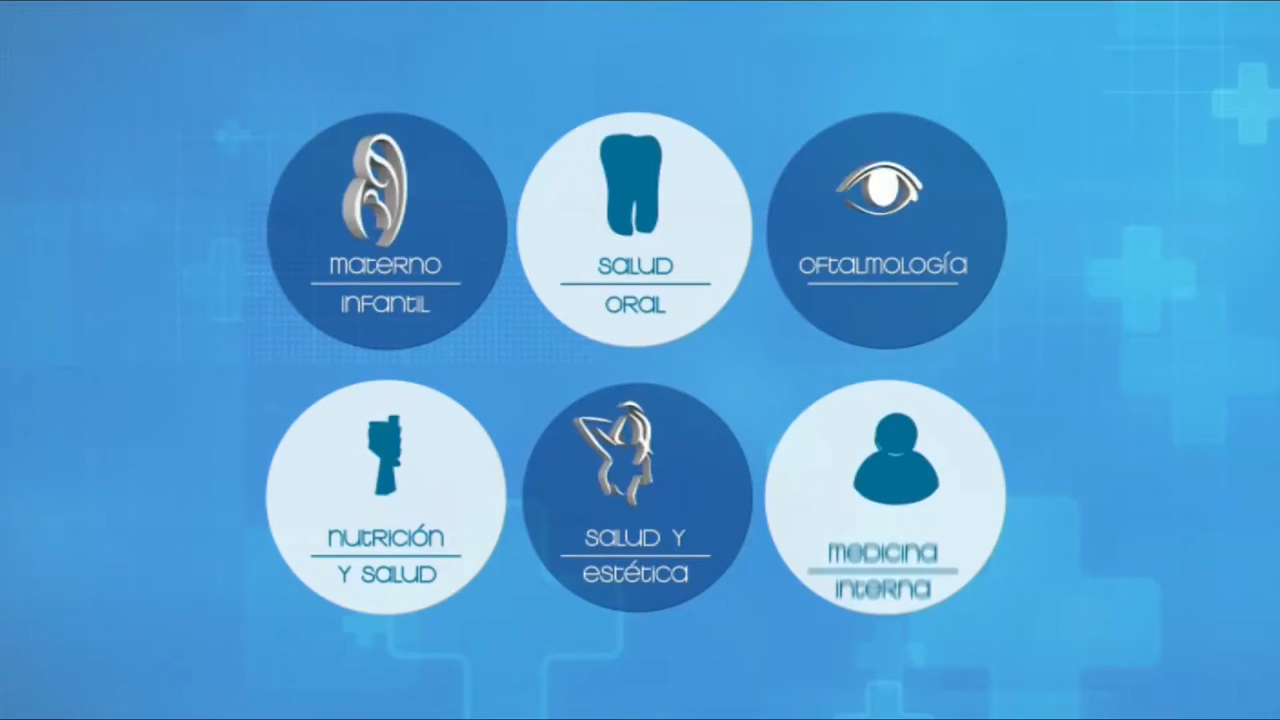 Materno
Infantil
Salud
Oral
Oftalmología
Nutrición
y Salud
Salud y
Estética
Medicina
Interna